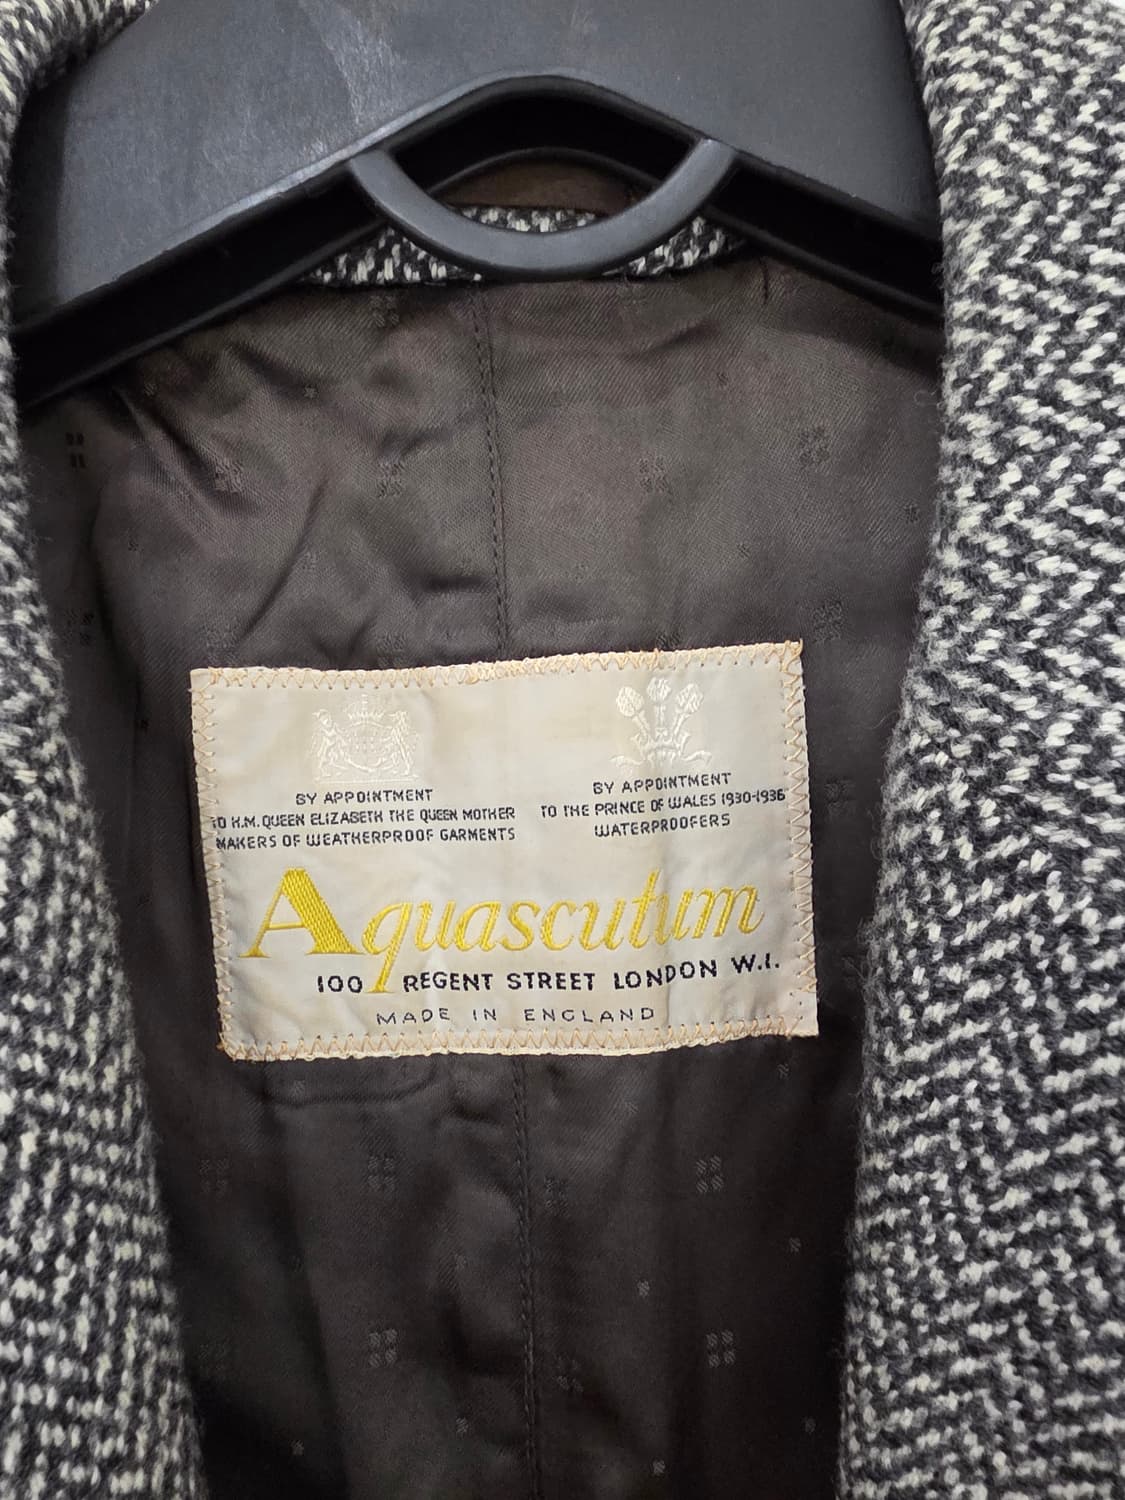 BY APPOINTMENT
TO H.M. QUEEN ELIZABETH THE QUEEN MOTHER
MAKERS OF WEATHERPROOF GARMENTS
BY APPOINTMENT
TO THE PRINCE OF WALES 1930-1936
WATERPROOFERS
Aquascutum
100 REGENT STREET LONDON W.1.
MADE IN ENGLAND